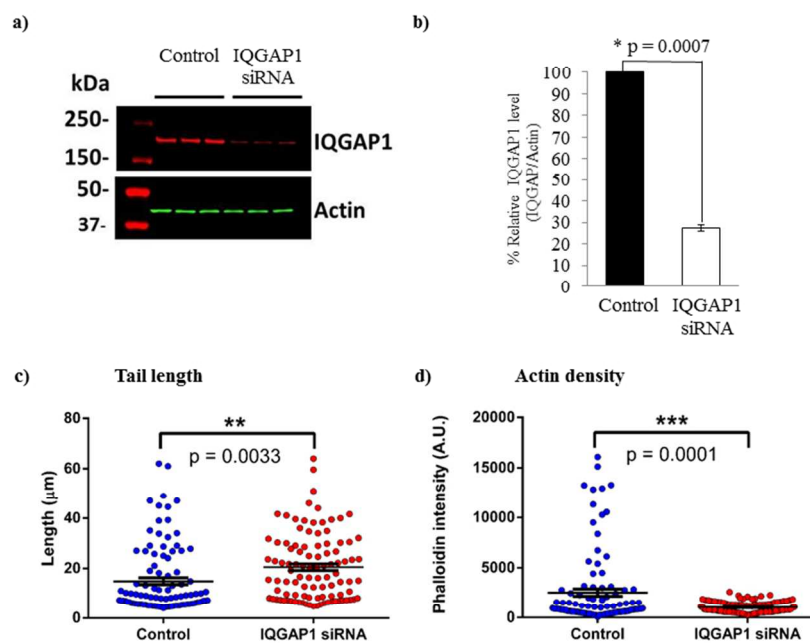 a)
Control
IQGAP1
siRNA
kDa
250-
150-
IQGAP1
50-
37-
Actin
b)
* p = 0.0007
% Relative IQGAP1 level
(IQGAP/Actin)
100
90
80
70
60
50
40
30
20
10
0
Control
IQGAP1
siRNA
c)
Tail length
Length (μm)
80
60
40
20
0
**
p = 0.0033
Control
IQGAP1 siRNA
d)
Actin density
Phalloidin intensity (A.U.)
20000
15000
10000
5000
0
***
p = 0.0001
Control
IQGAP1 siRNA